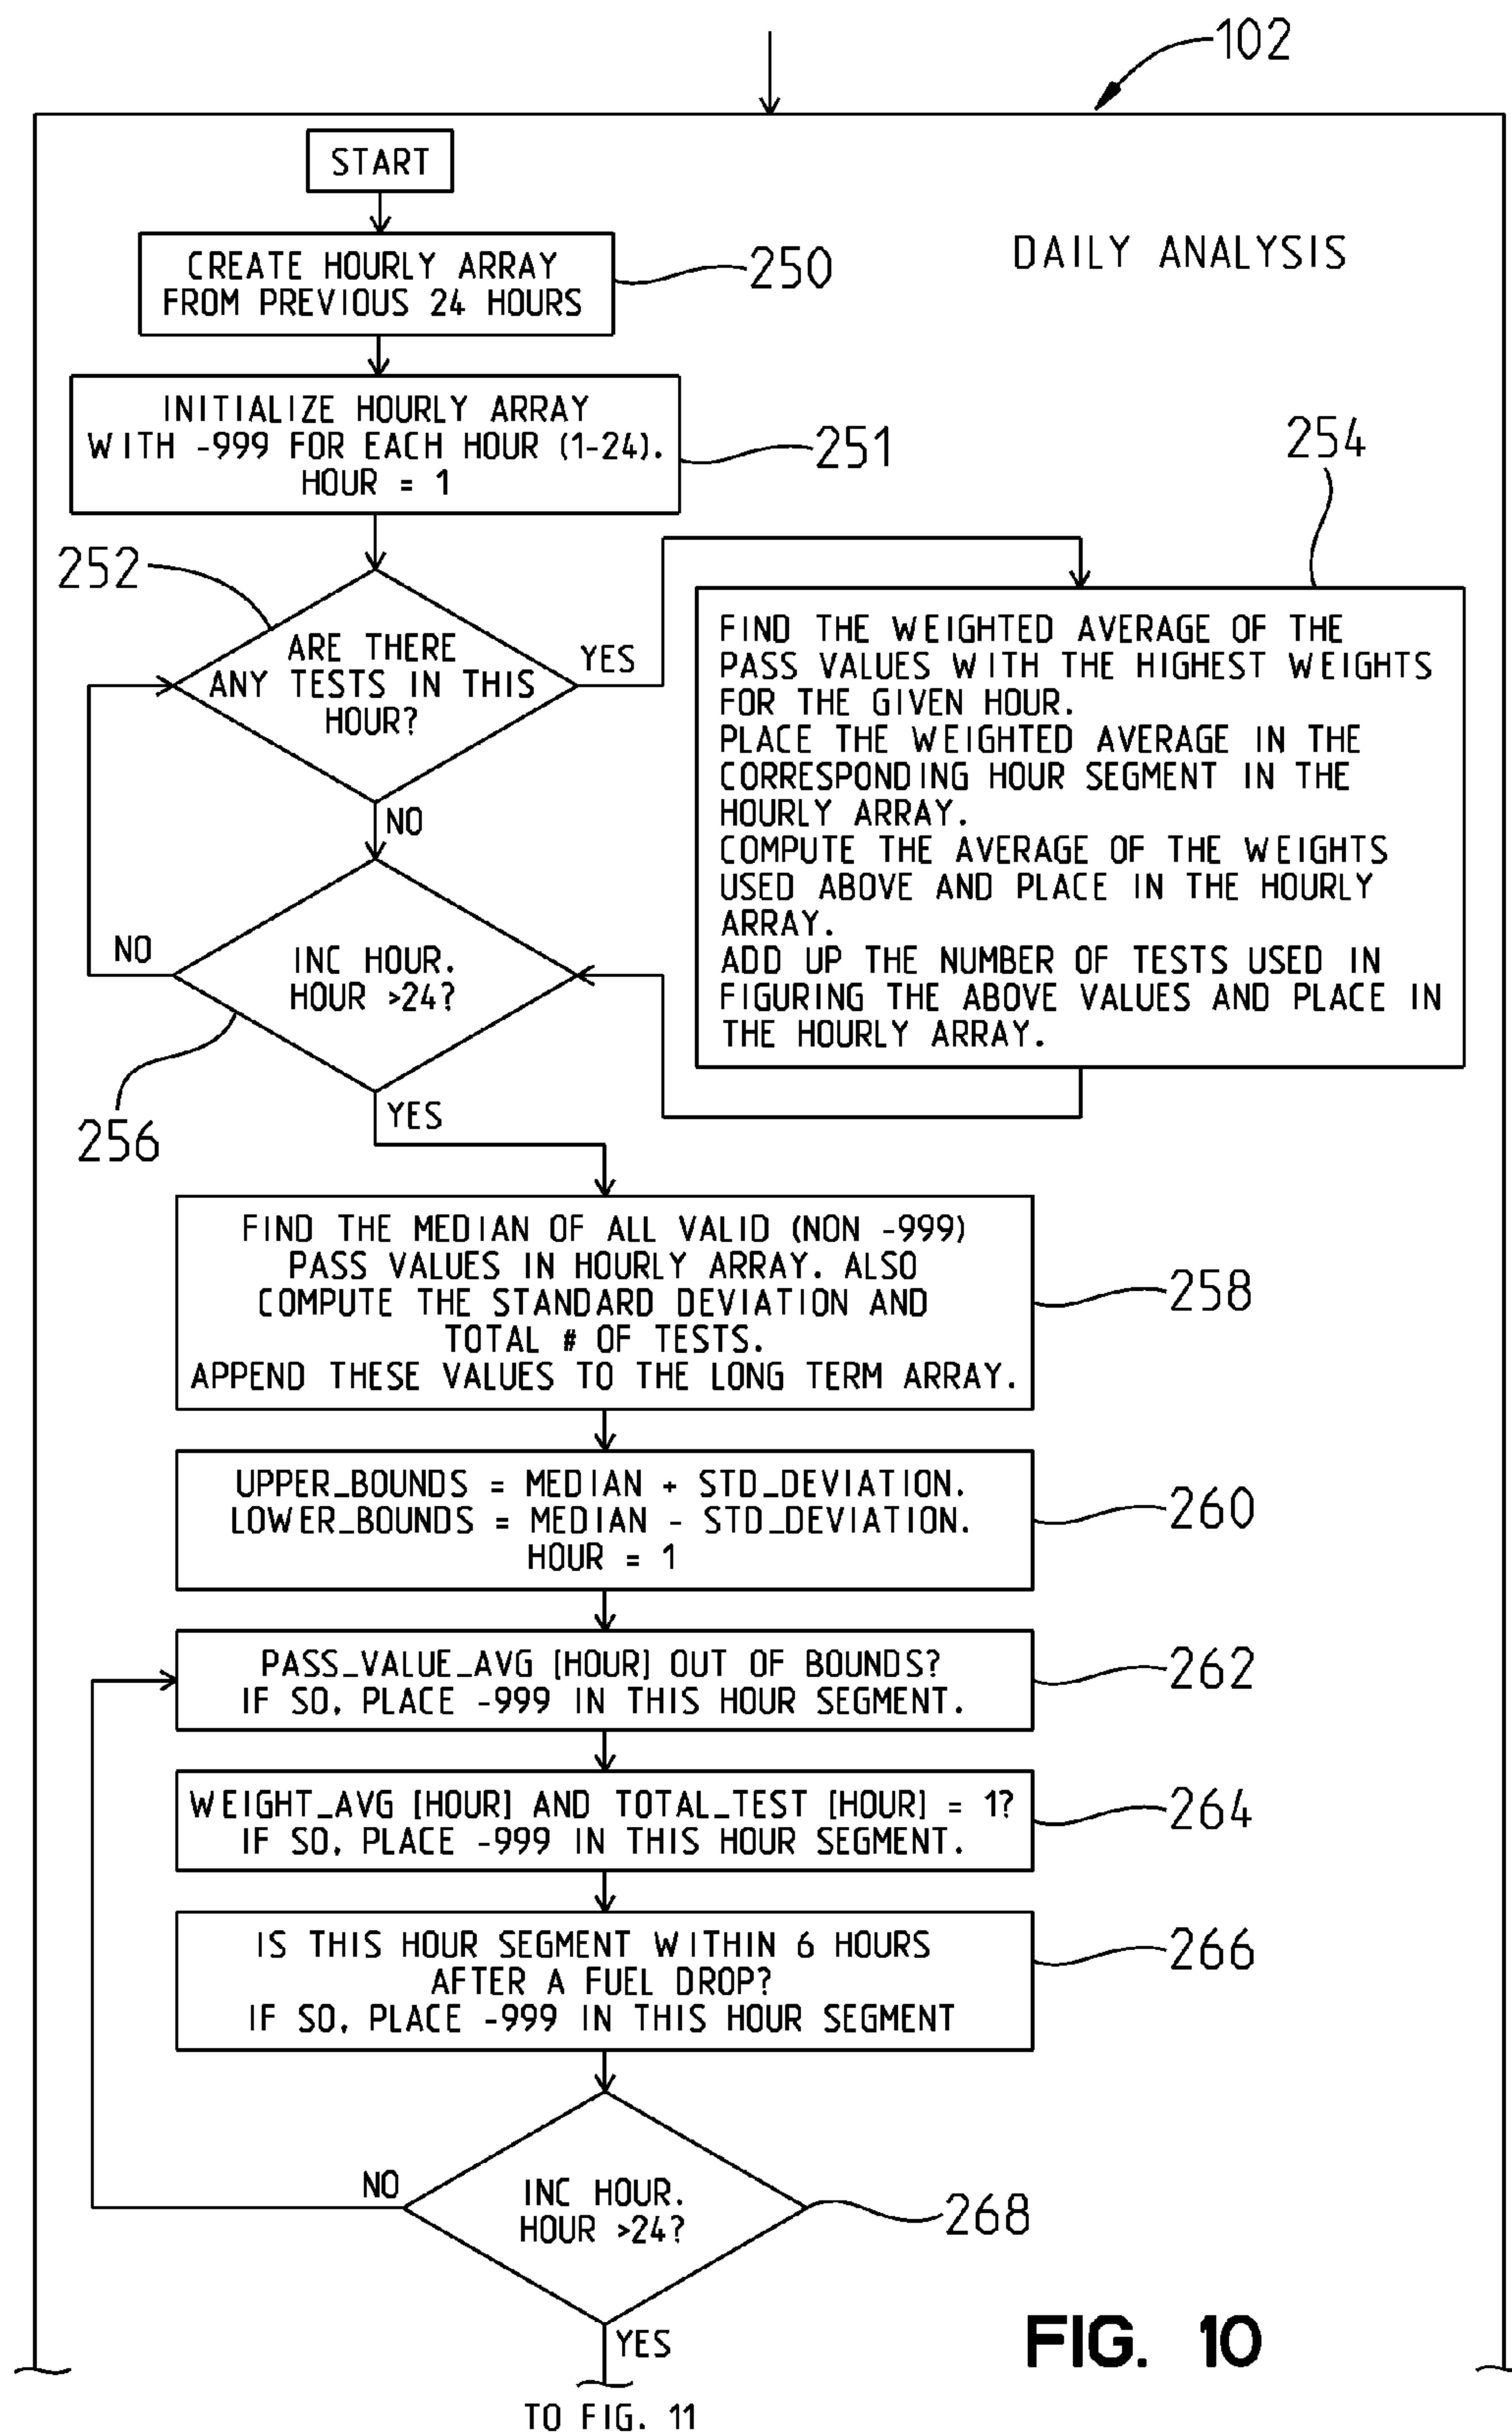 102
START
DAILY ANALYSIS
CREATE HOURLY ARRAY
FROM PREVIOUS 24 HOURS
250
INITIALIZE HOURLY ARRAY
WITH -999 FOR EACH HOUR (1-24).
HOUR = 1
251
254
252
ARE THERE
ANY TESTS IN THIS
HOUR?
YES
NO
FIND THE WEIGHTED AVERAGE OF THE
PASS VALUES WITH THE HIGHEST WEIGHTS
FOR THE GIVEN HOUR.
PLACE THE WEIGHTED AVERAGE IN THE
CORRESPONDING HOUR SEGMENT IN THE
HOURLY ARRAY.
COMPUTE THE AVERAGE OF THE WEIGHTS
USED ABOVE AND PLACE IN THE HOURLY
ARRAY.
ADD UP THE NUMBER OF TESTS USED IN
FIGURING THE ABOVE VALUES AND PLACE IN
THE HOURLY ARRAY.
NO
INC HOUR.
HOUR >24?
YES
256
FIND THE MEDIAN OF ALL VALID (NON -999)
PASS VALUES IN HOURLY ARRAY. ALSO
COMPUTE THE STANDARD DEVIATION AND
TOTAL # OF TESTS.
APPEND THESE VALUES TO THE LONG TERM ARRAY.
258
UPPER_BOUNDS = MEDIAN + STD_DEVIATION.
LOWER_BOUNDS = MEDIAN - STD_DEVIATION.
HOUR = 1
260
PASS_VALUE_AVG [HOUR] OUT OF BOUNDS?
IF SO, PLACE -999 IN THIS HOUR SEGMENT.
262
WEIGHT_AVG [HOUR] AND TOTAL_TEST [HOUR] = 1?
IF SO, PLACE -999 IN THIS HOUR SEGMENT.
264
IS THIS HOUR SEGMENT WITHIN 6 HOURS
AFTER A FUEL DROP?
IF SO, PLACE -999 IN THIS HOUR SEGMENT
266
NO
INC HOUR.
HOUR >24?
268
YES
FIG. 10
TO FIG. 11